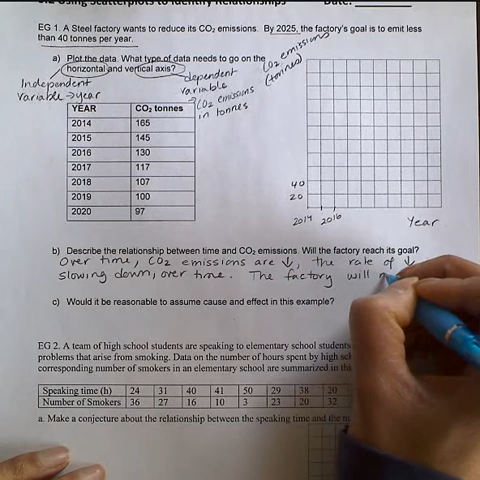 Using Scatterplots to Identify Relationships
EG 1. A Steel factory wants to reduce its CO₂ emissions. By 2025, the factory's goal is to emit less
than 40 tonnes per year.
a) Plot the data. What type of data needs to go on the
horizontal and vertical axis?
Independent
variable → year
dependent
variable
→ CO2 emissions
in tonnes
CO2 emissions
(tonnes)
YEAR CO₂ tonnes
2014 165
2015 145
2016 130
2017 117
2018 107
2019 100
2020 97
40
20
2014 2016
Year
b) Describe the relationship between time and CO₂ emissions. Will the factory reach its goal?
Over time, CO2 emissions are ↓, the rate of ↓
slowing down, over time. The factory will
c) Would it be reasonable to assume cause and effect in this example?
EG 2. A team of high school students are speaking to elementary school students
problems that arise from smoking. Data on the number of hours spent by high
corresponding number of smokers in an elementary school are summarized in
Speaking time (h) 24 31 40 41 50 29 38 20
Number of Smokers 36 27 16 10 3 23 20 32
a. Make a conjecture about the relationship between the speaking time and the